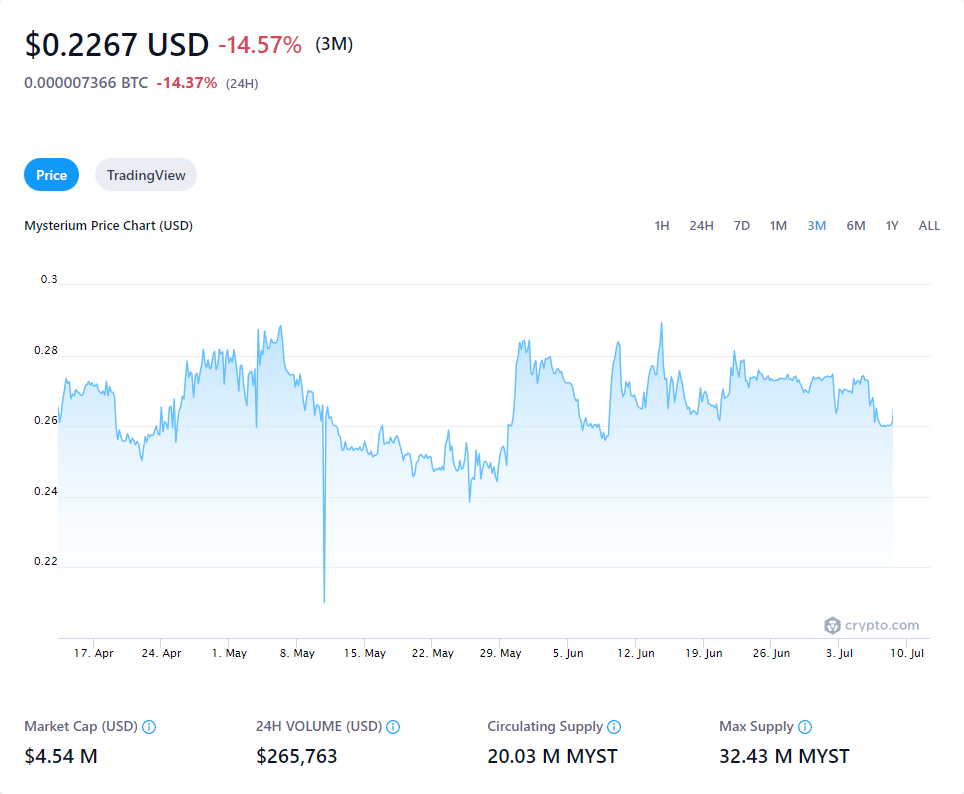 $0.2267 USD -14.57% (3M)
0.000007366 BTC -14.37% (24H)
Price TradingView
Mysterium Price Chart (USD) 1H 24H 7D 1M 3M 6M 1Y ALL
0.3
0.28
0.26
0.24
0.22
crypto.com
17. Apr 24. Apr 1. May 8. May 15. May 22. May 29. May 5. Jun 12. Jun 19. Jun 26. Jun 3. Jul 10. Jul
Market Cap (USD) 24H VOLUME (USD) Circulating Supply Max Supply
$4.54 M $265,763 20.03 M MYST 32.43 M MYST